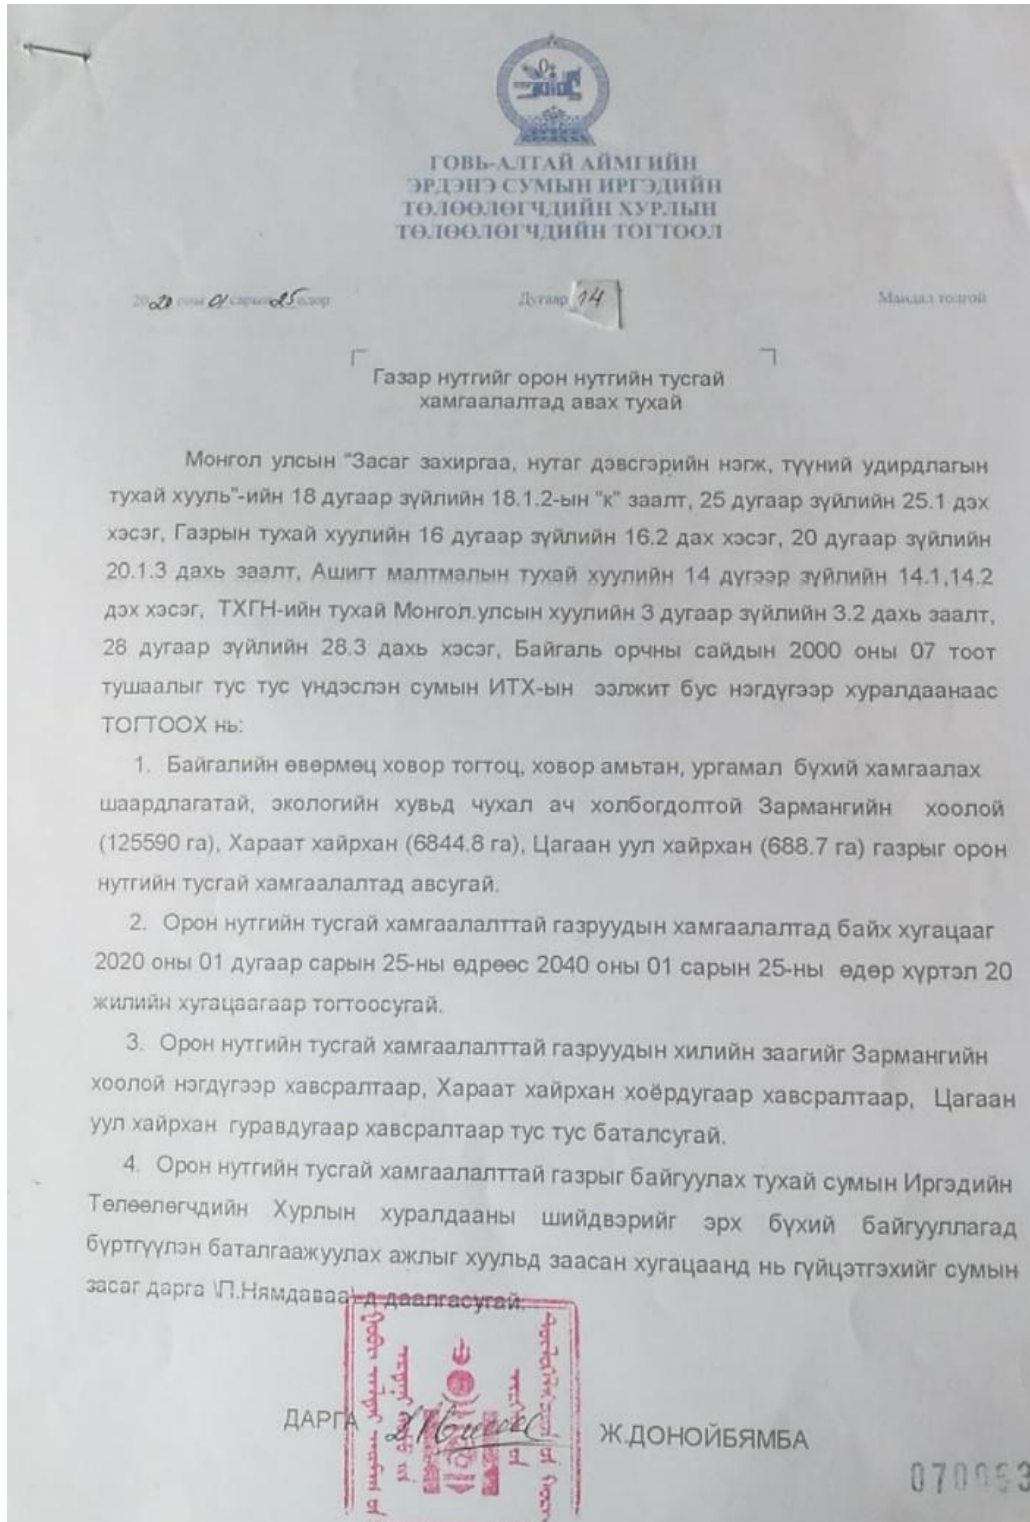 ГОВЬ-АЛТАЙ АЙМГИЙН
ЭРДЭНЭ СУМЫН ИРГЭДИЙН
ТӨЛӨӨЛӨГЧДИЙН ХУРЛЫН
ТӨЛӨӨЛӨГЧДИЙН ТОГТООЛ
2020 оны 01 сарын 25 өдөр Дугаар 14 Мандал толгой
Газар нутгийг орон нутгийн тусгай
хамгаалалтад авах тухай
Монгол улсын "Засаг захиргаа, нутаг дэвсгэрийн нэгж, түүний удирдлагын
тухай хууль"-ийн 18 дугаар зүйлийн 18.1.2-ын "к" заалт, 25 дугаар зүйлийн 25.1 дэх
хэсэг, Газрын тухай хуулийн 16 дугаар зүйлийн 16.2 дах хэсэг, 20 дугаар зүйлийн
20.1.3 дахь заалт, Ашигт малтмалын тухай хуулийн 14 дүгээр зүйлийн 14.1,14.2
дэх хэсэг, ТХГН-ийн тухай Монгол.улсын хуулийн 3 дугаар зүйлийн 3.2 дахь заалт,
28 дугаар зүйлийн 28.3 дахь хэсэг, Байгаль орчны сайдын 2000 оны 07 тоот
тушаалыг тус тус үндэслэн сумын ИТХ-ын ээлжит бус нэгдүгээр хуралдаанаас
ТОГТООХ нь:
1. Байгалийн өвөрмөц ховор тогтоц, ховор амьтан, ургамал бүхий хамгаалах
шаардлагатай, экологийн хувьд чухал ач холбогдолтой Зармангийн хоолой
(125590 га), Хараат хайрхан (6844.8 га), Цагаан уул хайрхан (688.7 га) газрыг орон
нутгийн тусгай хамгаалалтад авсугай.
2. Орон нутгийн тусгай хамгаалалттай газруудын хамгаалалтад байх хугацааг
2020 оны 01 дугаар сарын 25-ны өдрөөс 2040 оны 01 сарын 25-ны өдөр хүртэл 20
жилийн хугацаагаар тогтоосугай.
3. Орон нутгийн тусгай хамгаалалттай газруудын хилийн заагийг Зармангийн
хоолой нэгдүгээр хавсралтаар, Хараат хайрхан хоёрдугаар хавсралтаар, Цагаан
уул хайрхан гуравдугаар хавсралтаар тус тус баталсугай.
4. Орон нутгийн тусгай хамгаалалттай газрыг байгуулах тухай сумын Иргэдийн
Төлөөлөгчдийн Хурлын хуралдааны шийдвэрийг эрх бүхий байгууллагад
бүртгүүлэн баталгаажуулах ажлыг хуульд заасан хугацаанд нь гүйцэтгэхийг сумын
засаг дарга \П.Нямдаваа\-д даалгасугай.
ДАРГА Ж.ДОНОЙБЯМБА